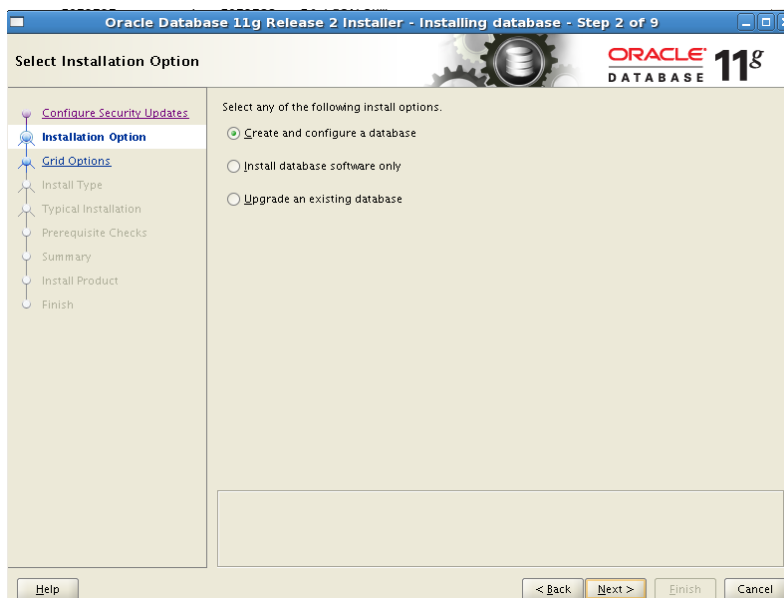 Oracle Database 11g Release 2 Installer - Installing database - Step 2 of 9
Select Installation Option
ORACLE DATABASE 11g
Configure Security Updates
Installation Option
Grid Options
Install Type
Typical Installation
Prerequisite Checks
Summary
Install Product
Finish
Select any of the following install options.
Create and configure a database
Install database software only
Upgrade an existing database
Help
< Back
Next >
Finish
Cancel